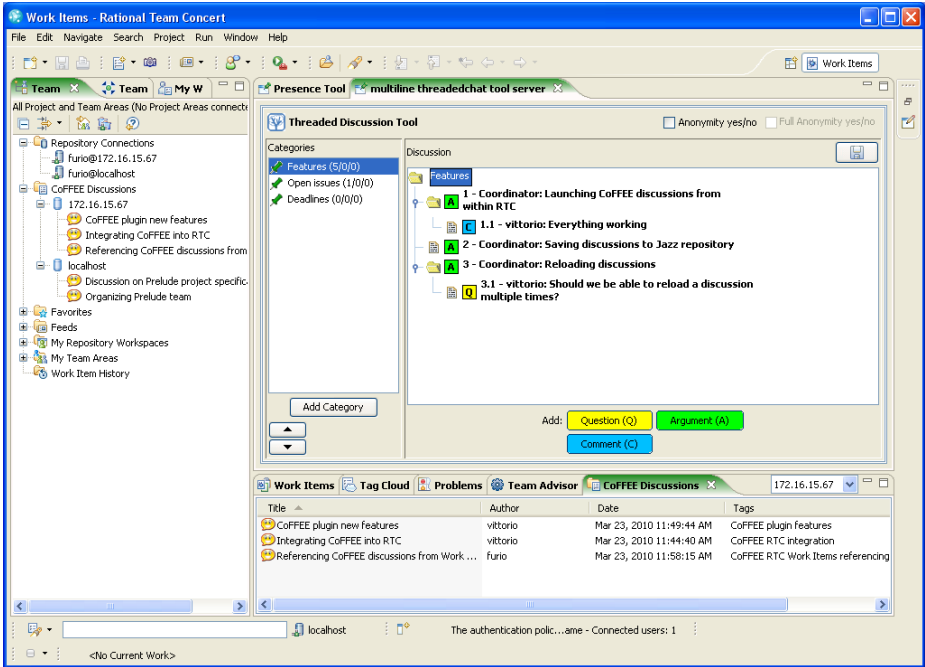 Work Items - Rational Team Concert
File Edit Navigate Search Project Run Window Help
Work Items
Team
Team
My W
All Project and Team Areas (No Project Areas connecte
Repository Connections
furio@172.16.15.67
furio@localhost
CoFFEE Discussions
172.16.15.67
CoFFEE plugin new features
Integrating CoFFEE into RTC
Referencing CoFFEE discussions from
localhost
Discussion on Prelude project specific
Organizing Prelude team
Favorites
Feeds
My Repository Workspaces
My Team Areas
Work Item History
Presence Tool
multiline threadedchat tool server
Threaded Discussion Tool
Anonymity yes/no
Full Anonymity yes/no
Categories
Features (5/0/0)
Open issues (1/0/0)
Deadlines (0/0/0)
Add Category
Discussion
Features
A 1 - Coordinator: Launching CoFFEE discussions from
within RTC
C 1.1 - vittorio: Everything working
A 2 - Coordinator: Saving discussions to Jazz repository
A 3 - Coordinator: Reloading discussions
Q 3.1 - vittorio: Should we be able to reload a discussion
multiple times?
Add: Question (Q) Argument (A)
Comment (C)
Work Items Tag Cloud Problems Team Advisor CoFFEE Discussions 172.16.15.67
Title Author Date Tags
CoFFEE plugin new features vittorio Mar 23, 2010 11:49:44 AM CoFFEE plugin features
Integrating CoFFEE into RTC vittorio Mar 23, 2010 11:44:40 AM CoFFEE RTC integration
Referencing CoFFEE discussions from Work ... furio Mar 23, 2010 11:58:15 AM CoFFEE RTC Work Items referencing
localhost
The authentication polic...ame - Connected users: 1
<No Current Work>